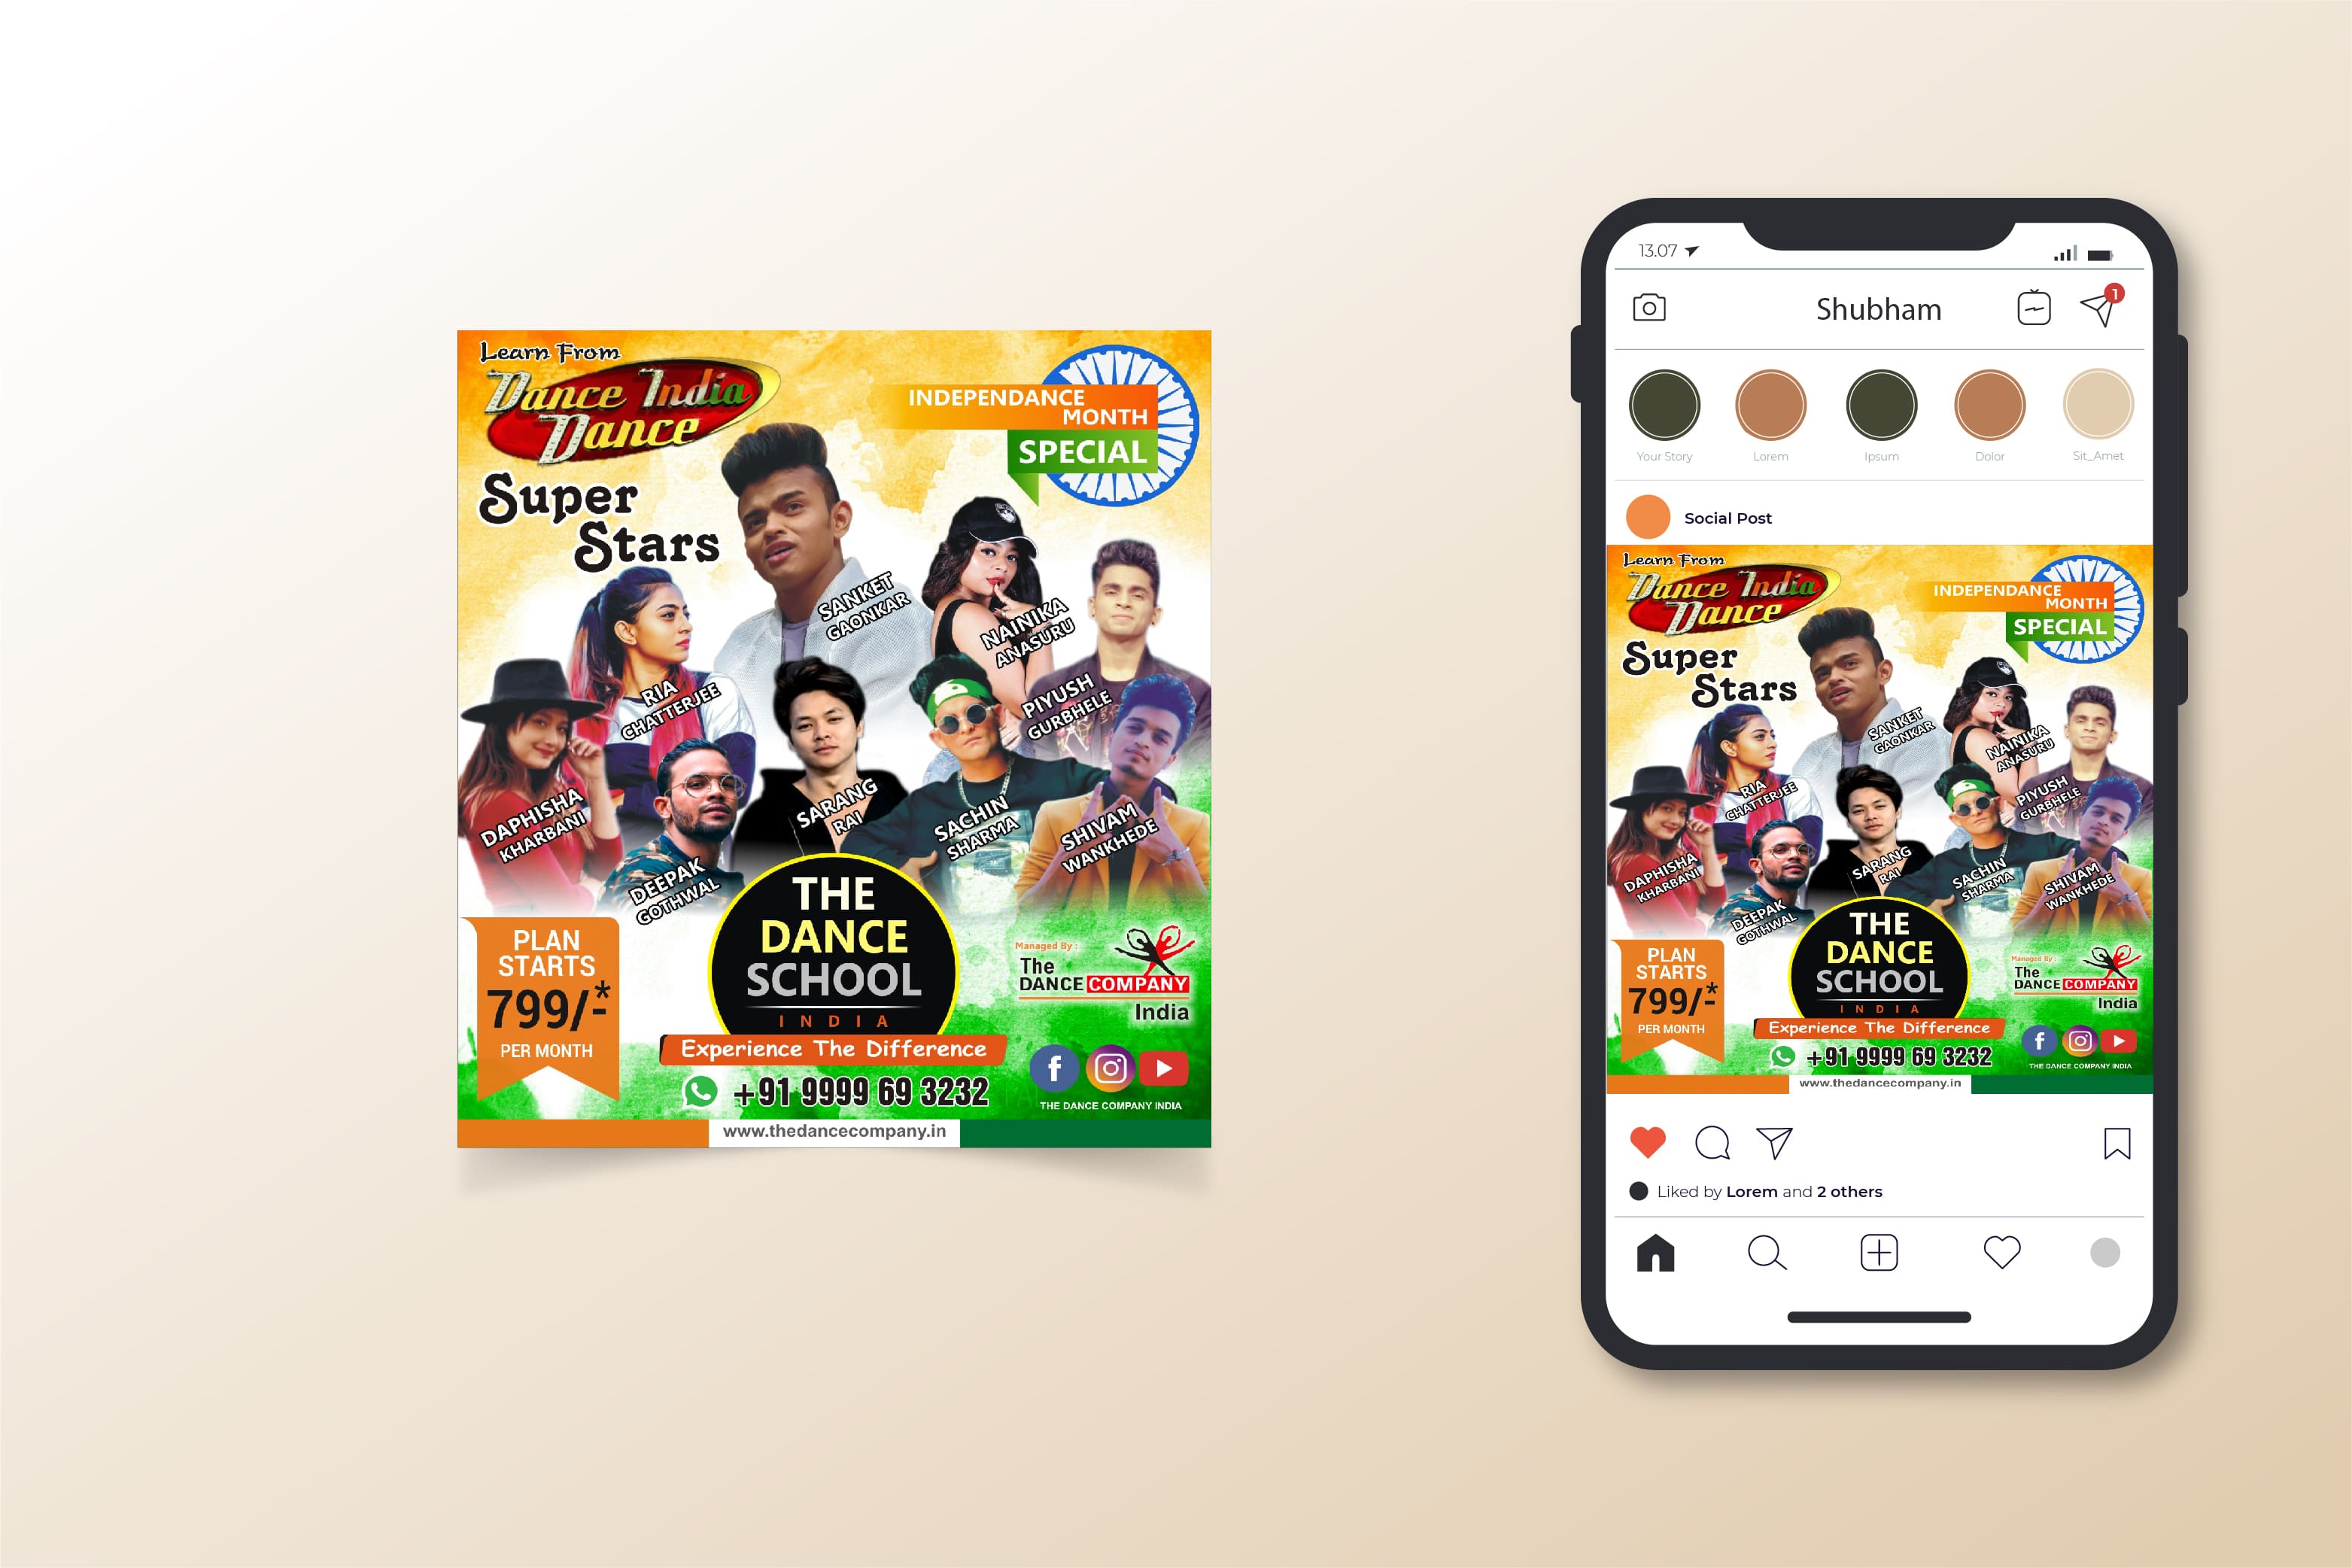 Learn From
Dance India
Dance
Super
Stars
INDEPENDANCE
MONTH
SPECIAL
SANKET
GAONKAR
NAINIKA
ANASURU
RIA
CHATTERJEE
PIYUSH
GURBHELE
DAPHISHA
KHARBANI
SARANG
RAI
SACHIN
SHARMA
SHIVAM
WANKHEDE
DEEPAK
GOTHWAL
PLAN
STARTS
799/-*
PER MONTH
THE
DANCE
SCHOOL
INDIA
Experience The Difference
+91 9999 69 3232
Managed By :
The
DANCE COMPANY
India
THE DANCE COMPANY INDIA
www.thedancecompany.in
13.07
Shubham
1
Your Story
Lorem
Ipsum
Dolor
Sit_Amet
Social Post
Learn From
Dance India
Dance
Super
Stars
INDEPENDANCE
MONTH
SPECIAL
SANKET
GAONKAR
NAINIKA
ANASURU
RIA
CHATTERJEE
PIYUSH
GURBHELE
DAPHISHA
KHARBANI
SARANG
RAI
SACHIN
SHARMA
SHIVAM
WANKHEDE
DEEPAK
GOTHWAL
PLAN
STARTS
799/-*
PER MONTH
THE
DANCE
SCHOOL
INDIA
Experience The Difference
+91 9999 69 3232
Managed By :
The
DANCE COMPANY
India
THE DANCE COMPANY INDIA
www.thedancecompany.in
Liked by Lorem and 2 others